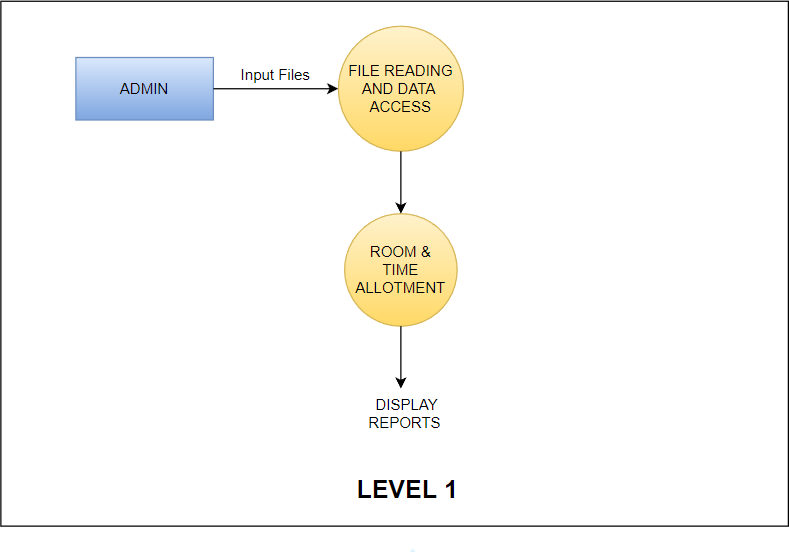 ADMIN
Input Files
FILE READING
AND DATA
ACCESS
ROOM &
TIME
ALLOTMENT
DISPLAY
REPORTS
LEVEL 1